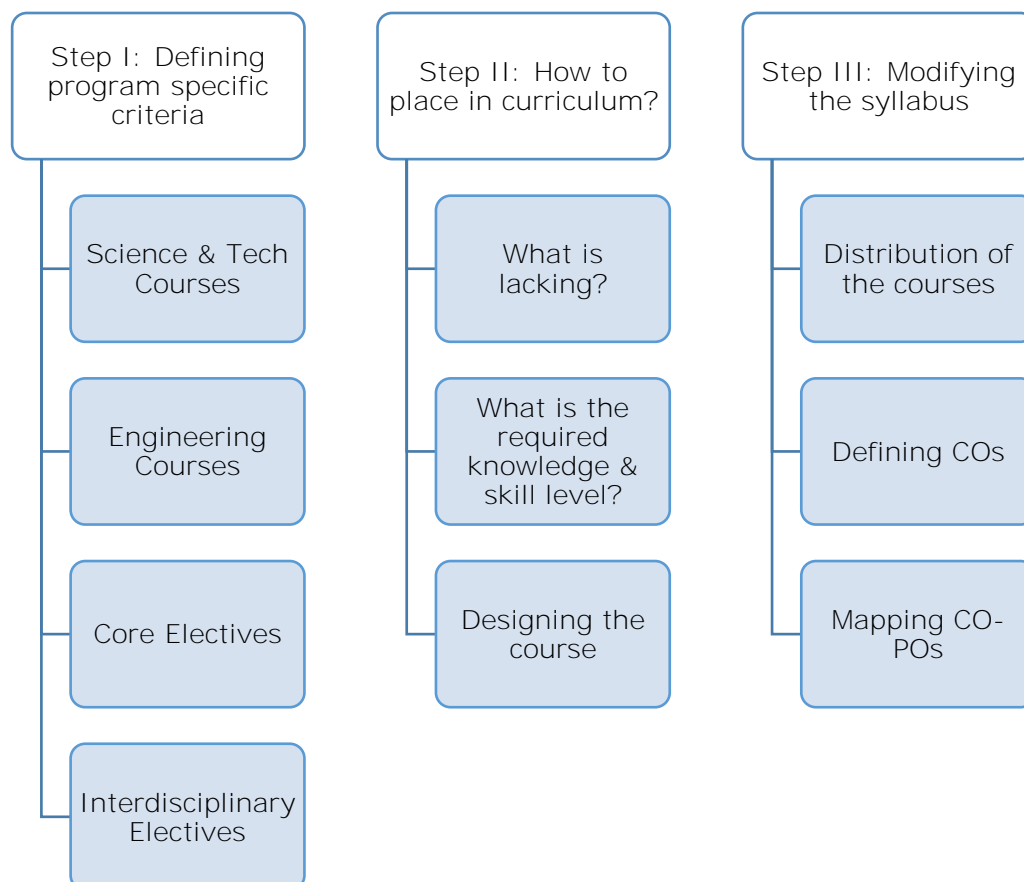 Step I: Defining
program specific
criteria
Science & Tech
Courses
Engineering
Courses
Core Electives
Interdisciplinary
Electives
Step II: How to
place in curriculum?
What is
lacking?
What is the
required
knowledge &
skill level?
Designing the
course
Step III: Modifying
the syllabus
Distribution of
the courses
Defining COs
Mapping CO-
POs